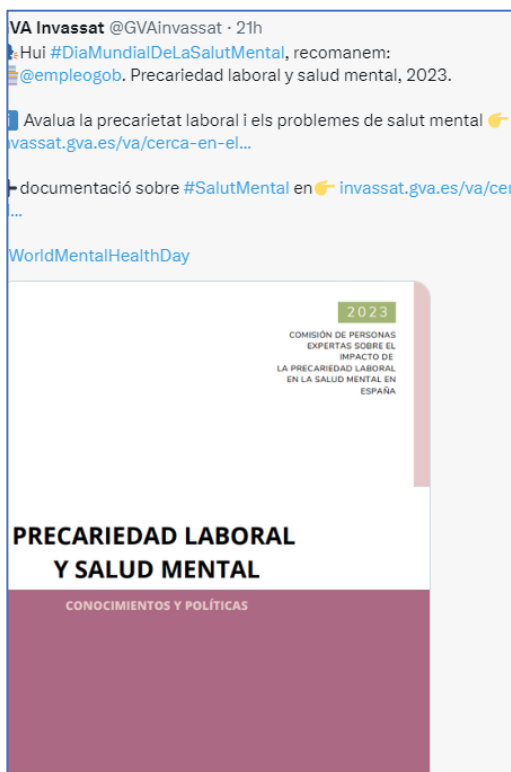 VA Invassat @GVAinvassat · 21h
Hui #DiaMundialDeLaSalutMental, recomanem:
@empleogob. Precariedad laboral y salud mental, 2023.
Avalua la precarietat laboral i els problemes de salut mental
nvassat.gva.es/va/cerca-en-el...
documentació sobre #SalutMental en invassat.gva.es/va/cer
...
WorldMentalHealthDay
2023
COMISIÓN DE PERSONAS
EXPERTAS SOBRE EL
IMPACTO DE
LA PRECARIEDAD LABORAL
EN LA SALUD MENTAL EN
ESPAÑA
PRECARIEDAD LABORAL
Y SALUD MENTAL
CONOCIMIENTOS Y POLÍTICAS